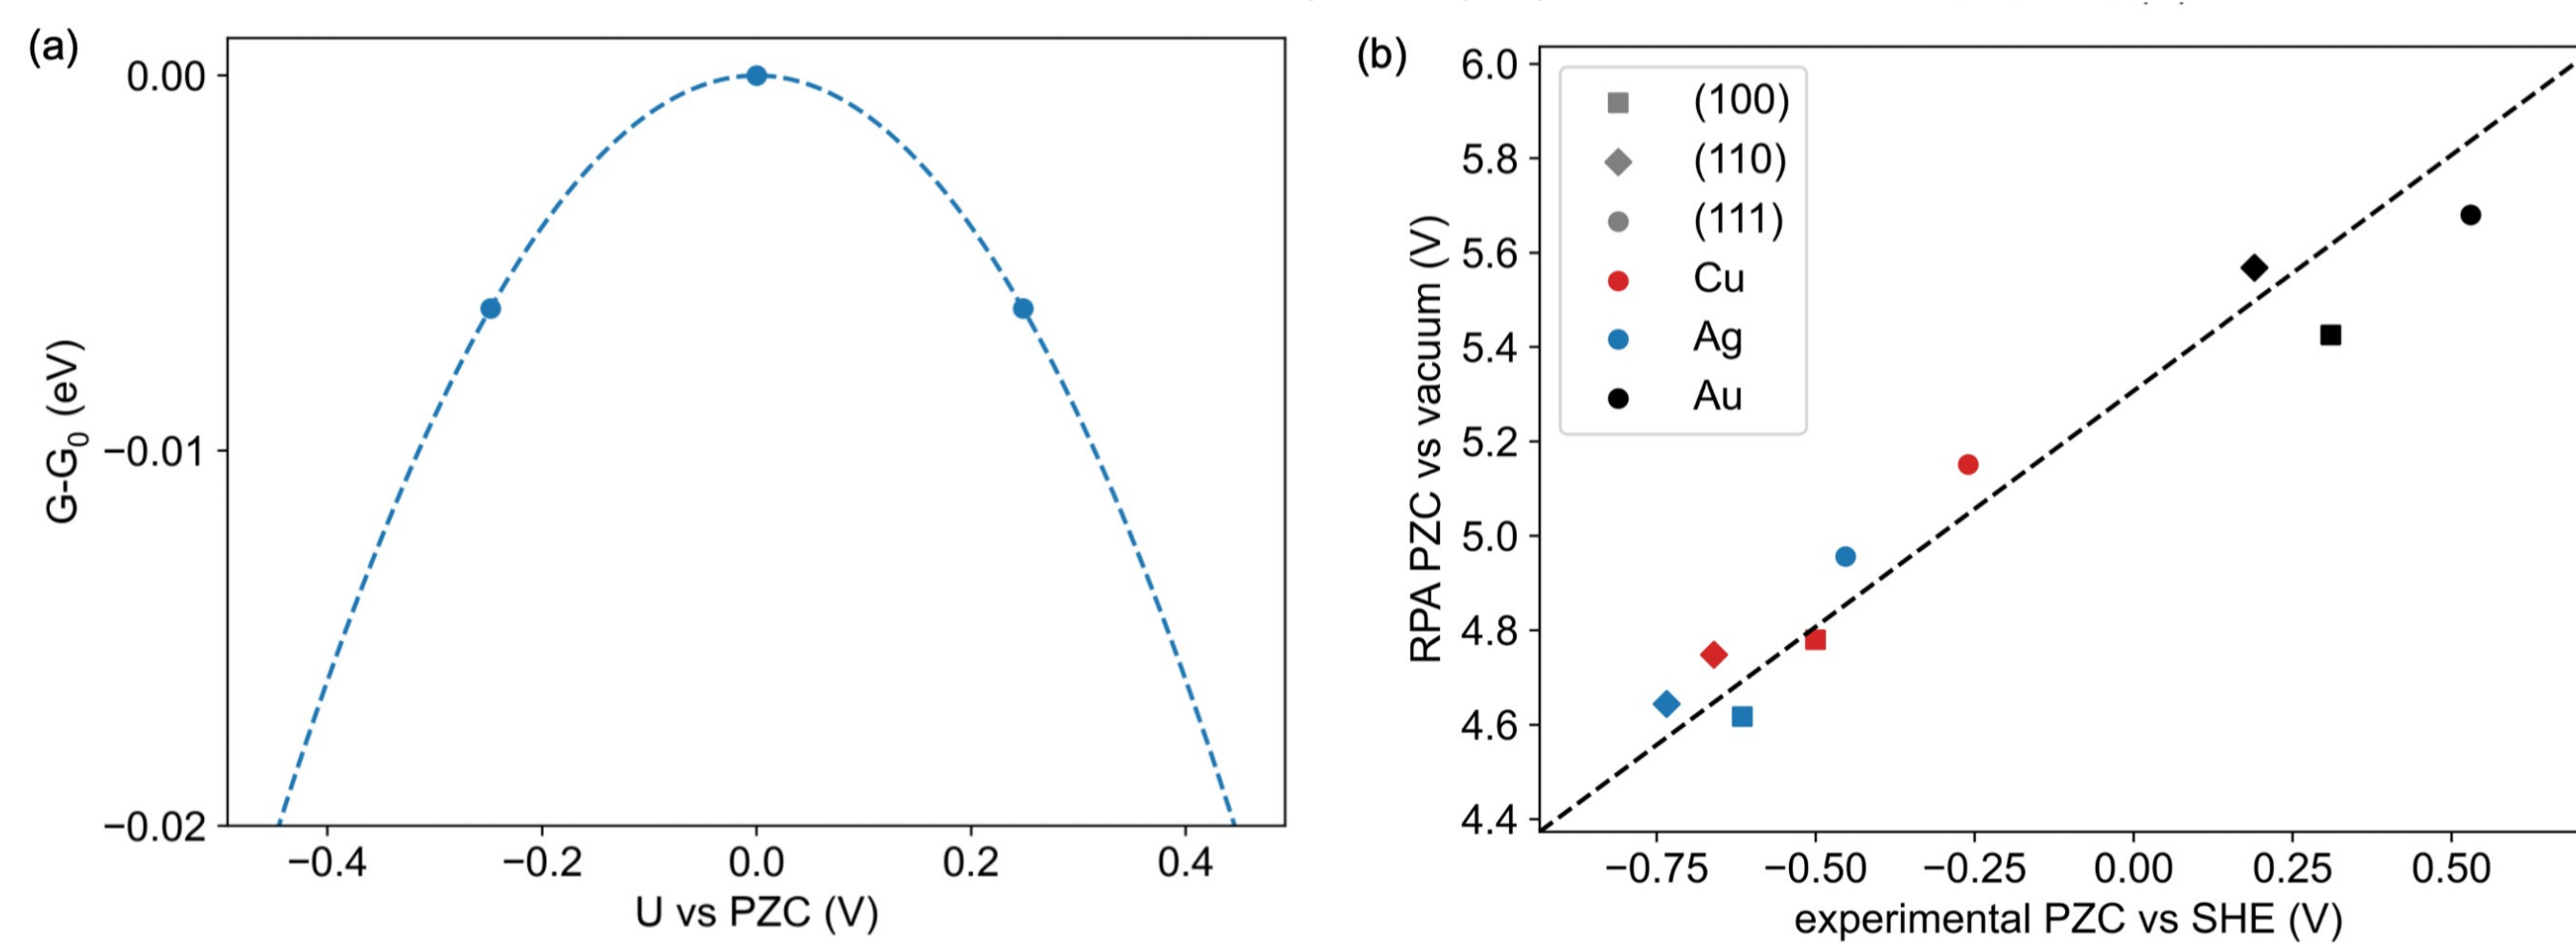 (a)
0.00
−0.01
−0.02
G-G0 (eV)
−0.4
−0.2
0.0
0.2
0.4
U vs PZC (V)
(b)
6.0
5.8
5.6
5.4
5.2
5.0
4.8
4.6
4.4
RPA PZC vs vacuum (V)
(100)
(110)
(111)
Cu
Ag
Au
−0.75
−0.50
−0.25
0.00
0.25
0.50
experimental PZC vs SHE (V)